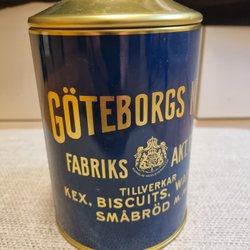 GÖTEBORGS
FABRIKS AKT
TILLVERKAR
KEX, BISCUITS,
SMÅBRÖD M.